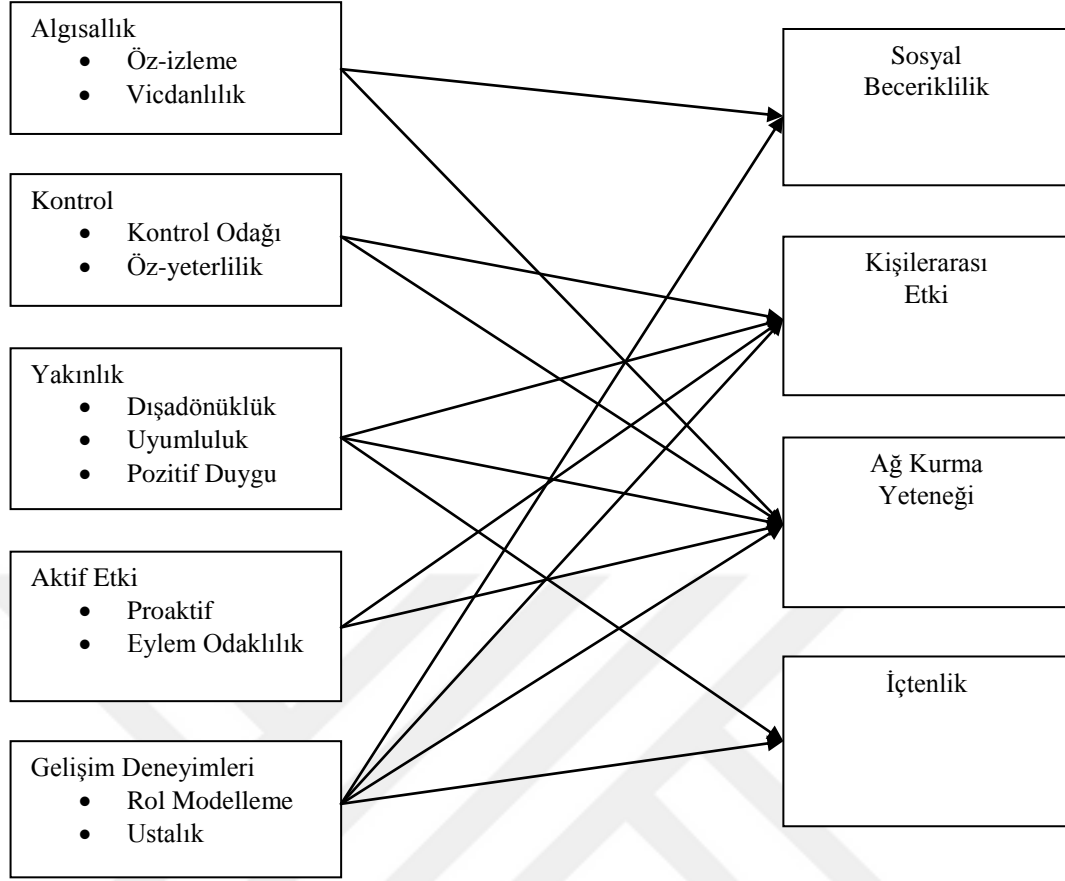 Algısallık
• Öz-izleme
• Vicdanlılık
Kontrol
• Kontrol Odağı
• Öz-yeterlilik
Yakınlık
• Dışadönüklük
• Uyumluluk
• Pozitif Duygu
Aktif Etki
• Proaktif
• Eylem Odaklılık
Gelişim Deneyimleri
• Rol Modelleme
• Ustalık
Sosyal
Beceriklilik
Kişilerarası
Etki
Ağ Kurma
Yeteneği
İçtenlik